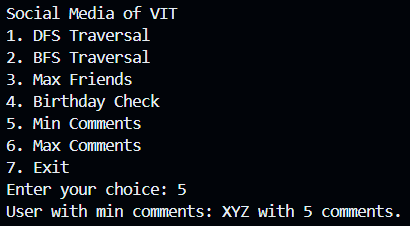 Social Media of VIT
1. DFS Traversal
2. BFS Traversal
3. Max Friends
4. Birthday Check
5. Min Comments
6. Max Comments
7. Exit
Enter your choice: 5
User with min comments: XYZ with 5 comments.